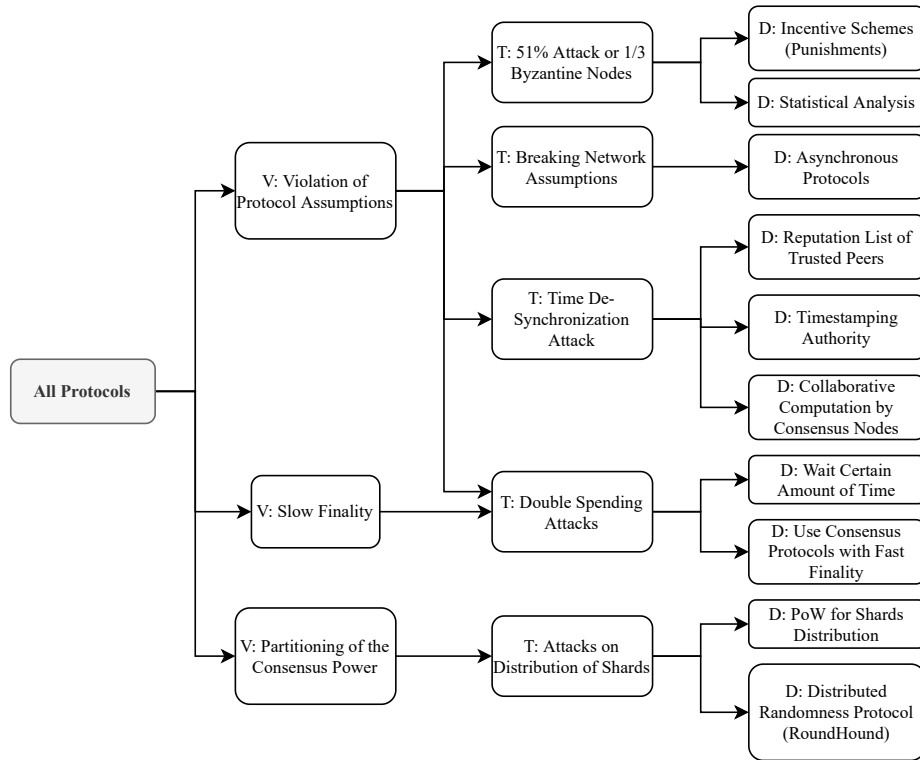 All Protocols
V: Violation of
Protocol Assumptions
V: Slow Finality
V: Partitioning of the
Consensus Power
T: 51% Attack or 1/3
Byzantine Nodes
T: Breaking Network
Assumptions
T: Time De-
Synchronization
Attack
T: Double Spending
Attacks
T: Attacks on
Distribution of Shards
D: Incentive Schemes
(Punishments)
D: Statistical Analysis
D: Asynchronous
Protocols
D: Reputation List of
Trusted Peers
D: Timestamping
Authority
D: Collaborative
Computation by
Consensus Nodes
D: Wait Certain
Amount of Time
D: Use Consensus
Protocols with Fast
Finality
D: PoW for Shards
Distribution
D: Distributed
Randomness Protocol
(RoundHound)